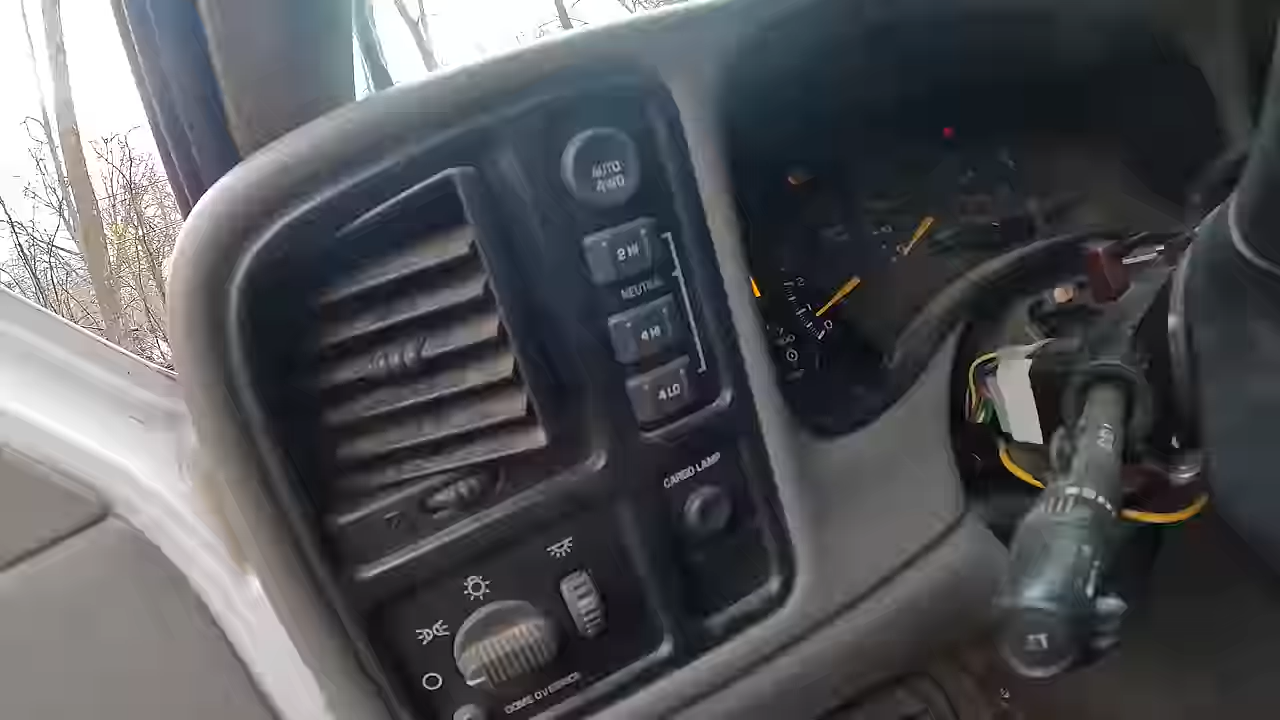 AUTO
4WD
2 HI
NEUTRAL
4 HI
4 LO
CARGO LAMP
DOME OVERRIDE